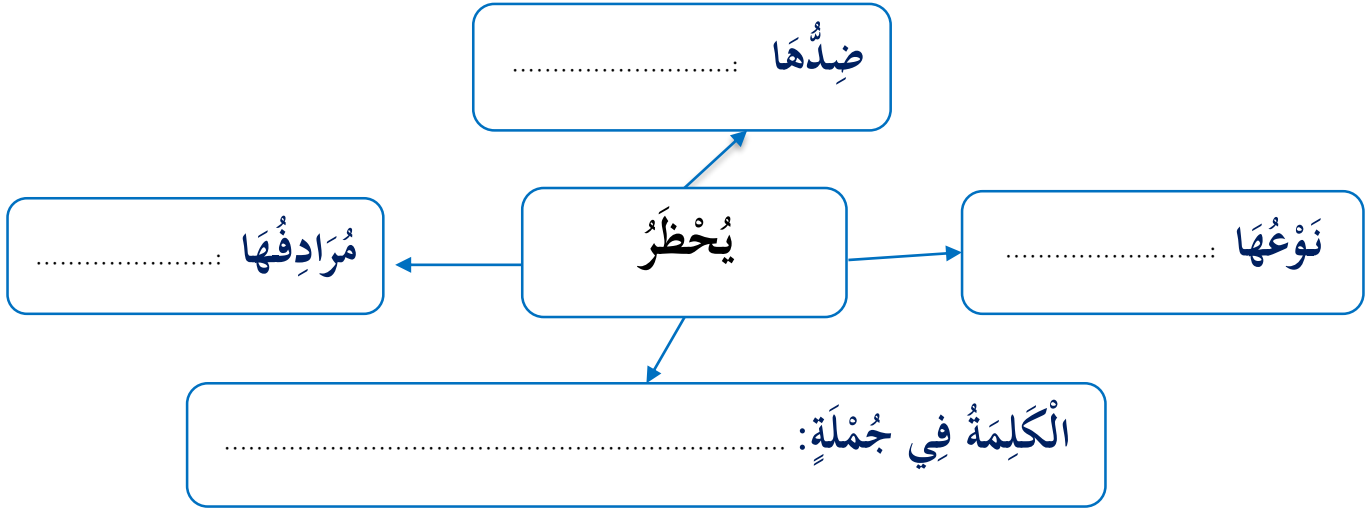 ضِدُّهَا :............................
نَوْعُهَا :..........................
يُحْظَرُ
مُرَادِفُهَا :......................
الْكَلِمَةُ فِي جُمْلَةٍ: .....................................................................